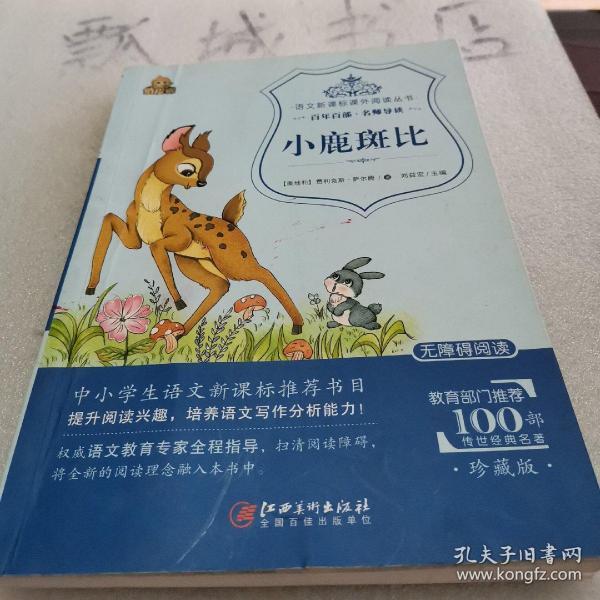 瓢城书店
·语文新课标课外阅读丛书·
百年百部·名师导读
小鹿斑比
【奥地利】费利克斯·萨尔腾/著 刘益宏/主编
无障碍阅读
中小学生语文新课标推荐书目
提升阅读兴趣，培养语文写作分析能力！
权威语文教育专家全程指导，扫清阅读障碍，
将全新的阅读理念融入本书中。
教育部门推荐
100部
传世经典名著
·珍藏版·
江西美术出版社
全国百佳出版单位
孔夫子旧书网
www.kongfz.com